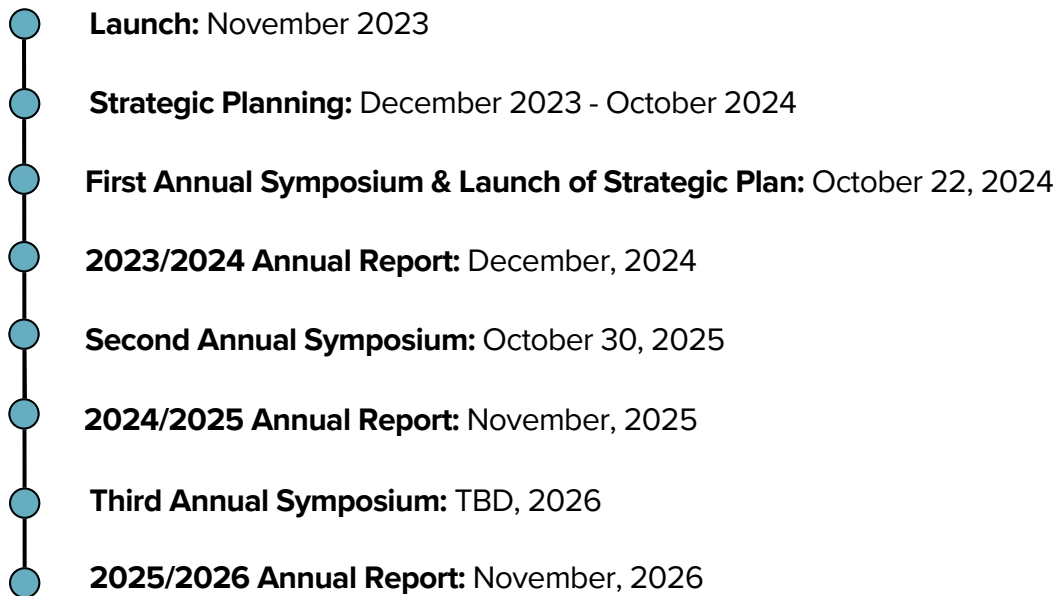 Launch: November 2023
Strategic Planning: December 2023 - October 2024
First Annual Symposium & Launch of Strategic Plan: October 22, 2024
2023/2024 Annual Report: December, 2024
Second Annual Symposium: October 30, 2025
2024/2025 Annual Report: November, 2025
Third Annual Symposium: TBD, 2026
2025/2026 Annual Report: November, 2026